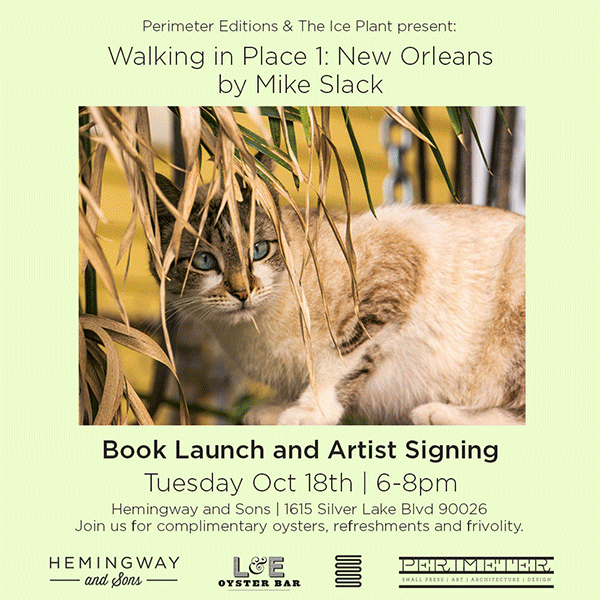 Perimeter Editions & The Ice Plant present:
Walking in Place 1: New Orleans
by Mike Slack
Book Launch and Artist Signing
Tuesday Oct 18th | 6-8pm
Hemingway and Sons | 1615 Silver Lake Blvd 90026
Join us for complimentary oysters, refreshments and frivolity.
HEMINGWAY
and Sons
L&E
OYSTER BAR
PERIMETER
SMALL PRESS | ART | ARCHITECTURE | DESIGN